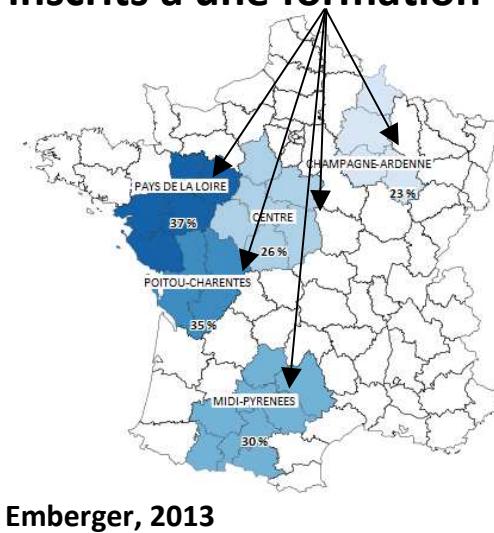 inscrits à une formation
CHAMPAGNE-ARDENNE
23 %
PAYS DE LA LOIRE
37 %
CENTRE
26 %
POITOU-CHARENTES
35 %
MIDI-PYRENEES
30 %
Emberger, 2013